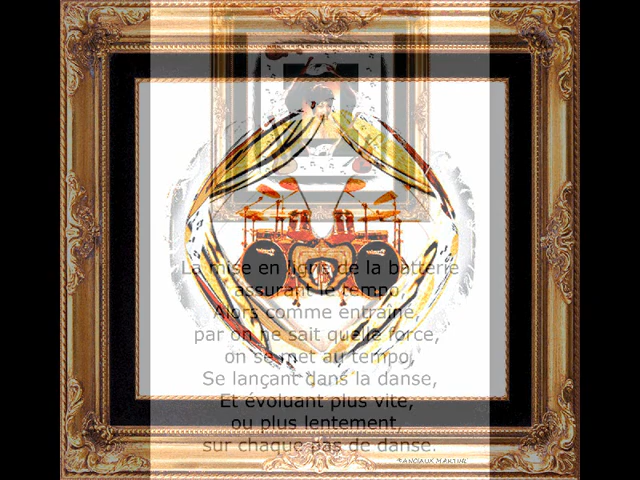 La mise en ligne de la batterie
assurant le tempo,
Alors comme entraîné,
par on ne sait quelle force,
on se met au tempo,
Se lançant dans la danse,
Et évoluant plus vite,
ou plus lentement,
sur chaque pas de danse.
©ANCIAUX MARTINE